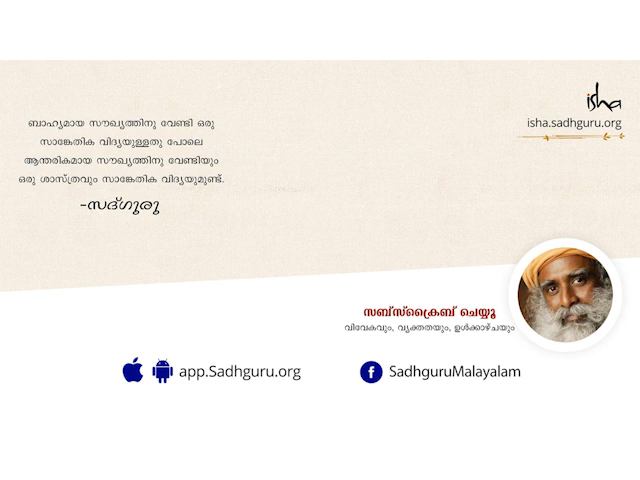 isha
isha.sadhguru.org
ബാഹ്യമായ സൗഖ്യത്തിനു വേണ്ടി ഒരു
സാങ്കേതിക വിദ്യയുള്ളതു പോലെ
ആന്തരികമായ സൗഖ്യത്തിനു വേണ്ടിയും
ഒരു ശാസ്ത്രവും സാങ്കേതിക വിദ്യയുമുണ്ട്.
-സദ്ഗുരു
സബ്സ്ക്രൈബ് ചെയ്യൂ
വിവേകവും, വ്യക്തതയും, ഉൾക്കാഴ്ചയും
app.Sadhguru.org
SadhguruMalayalam